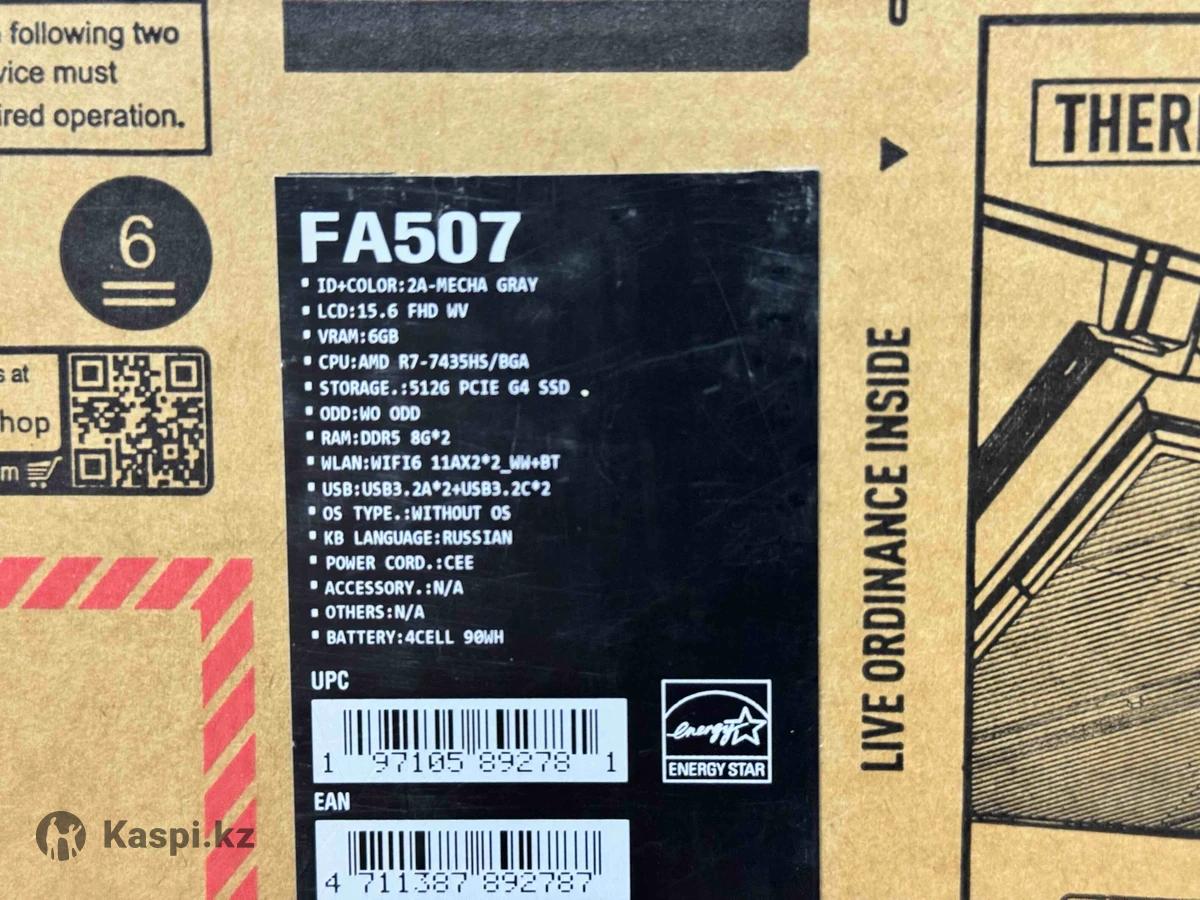 following two
vice must
ired operation.
6
s at
hop
m
THER
FA507
ID+COLOR:2A-MECHA GRAY
LCD:15.6 FHD WV
VRAM:6GB
CPU:AMD R7-7435HS/BGA
STORAGE.:512G PCIE G4 SSD
ODD:WO ODD
RAM:DDR5 8G*2
WLAN:WIFI6 11AX2*2_WW+BT
USB:USB3.2A*2+USB3.2C*2
OS TYPE.:WITHOUT OS
KB LANGUAGE:RUSSIAN
POWER CORD.:CEE
ACCESSORY.:N/A
OTHERS:N/A
BATTERY:4CELL 90WH
UPC
1 97105 89278 1
energy
ENERGY STAR
EAN
4 711387 892787
LIVE ORDINANCE INSIDE
Kaspi.kz